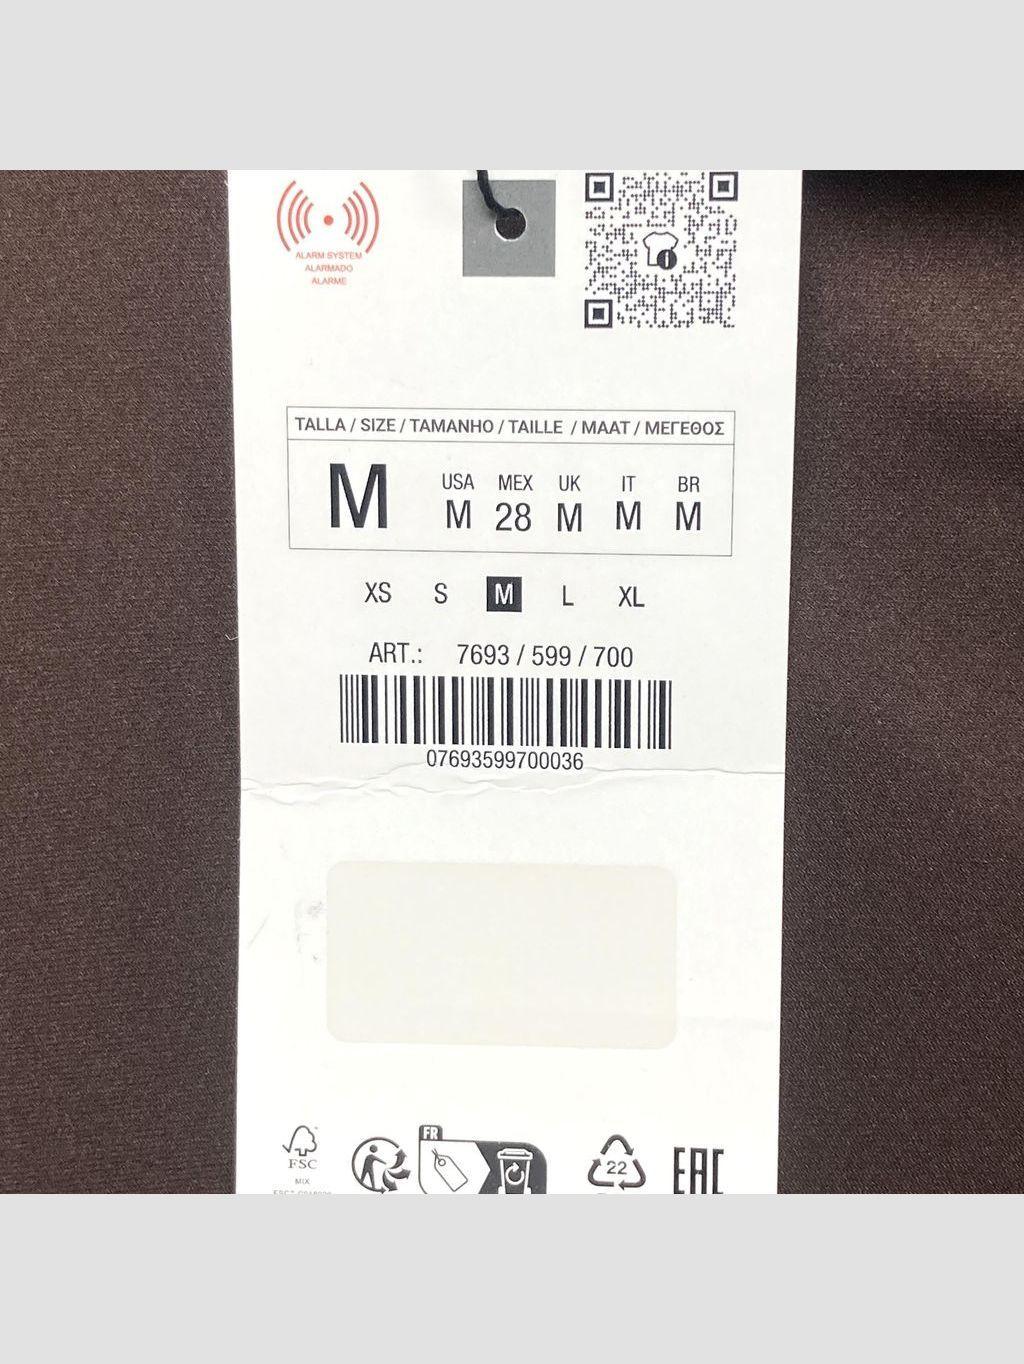 ALARM SYSTEM
ALARMADO
ALARME
TALLA / SIZE / TAMANHO / TAILLE / MAAT / ΜΕΓΕΘΟΣ
M
USA MEX UK IT BR
M 28 M M M
XS S M L XL
ART.: 7693 / 599 / 700
07693599700036
FR
FSC
MIX
22
EAC